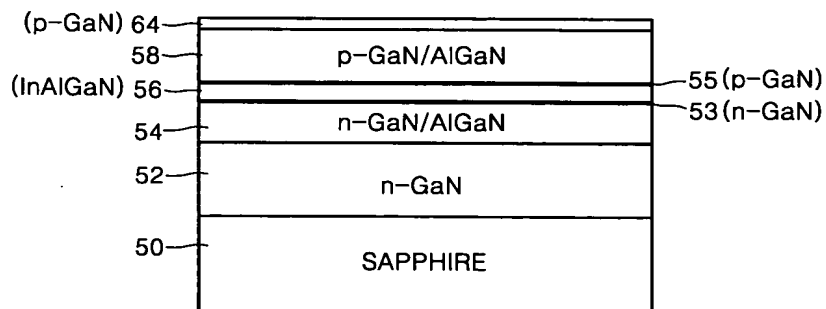 (p-GaN) 64
58 p-GaN/AlGaN
(InAlGaN) 56 55(p-GaN)
53(n-GaN)
54 n-GaN/AlGaN
52 n-GaN
50 SAPPHIRE